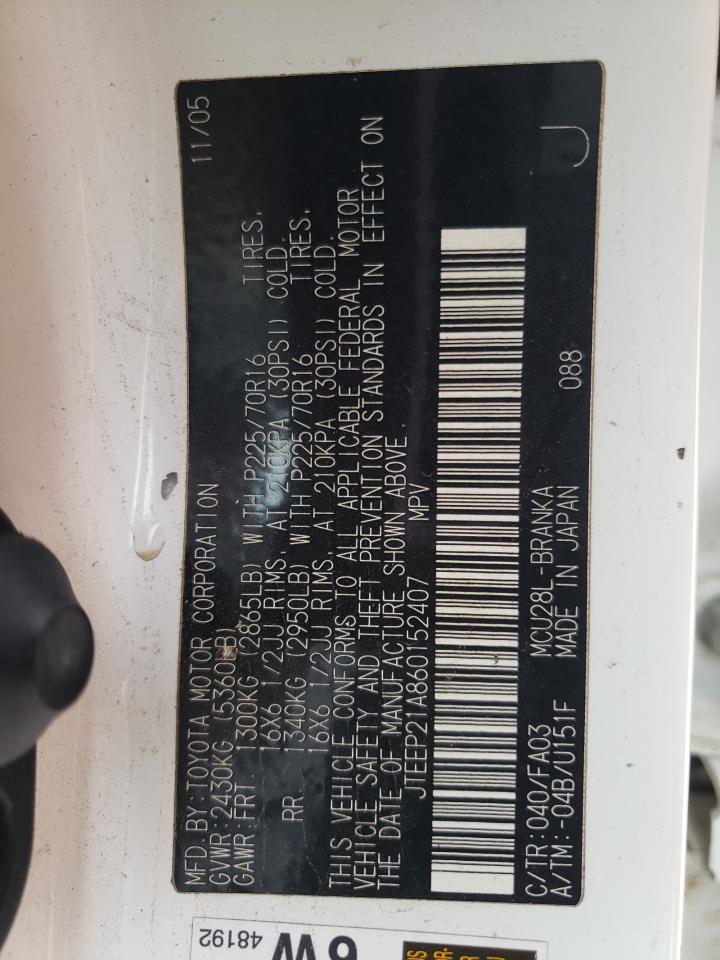 MFD. BY: TOYOTA MOTOR CORPORATION 11/05
GVWR: 2430KG (5360LB)
GAWR: FRT. 1300KG (2865LB) WITH P225/70R16 TIRES,
16X6 1/2JJ RIMS, AT 210KPA (30PSI) COLD.
RR 1340KG (2950LB) WITH P225/70R16 TIRES,
16X6 1/2JJ RIMS, AT 210KPA (30PSI) COLD.
THIS VEHICLE CONFORMS TO ALL APPLICABLE FEDERAL MOTOR
VEHICLE SAFETY AND THEFT PREVENTION STANDARDS IN EFFECT ON
THE DATE OF MANUFACTURE SHOWN ABOVE.
JTEEP21A860152407 MPV
C/TR: 040/FA03 MCU28L-BRANKA J
A/TM: -04B/U151F MADE IN JAPAN 088
48192